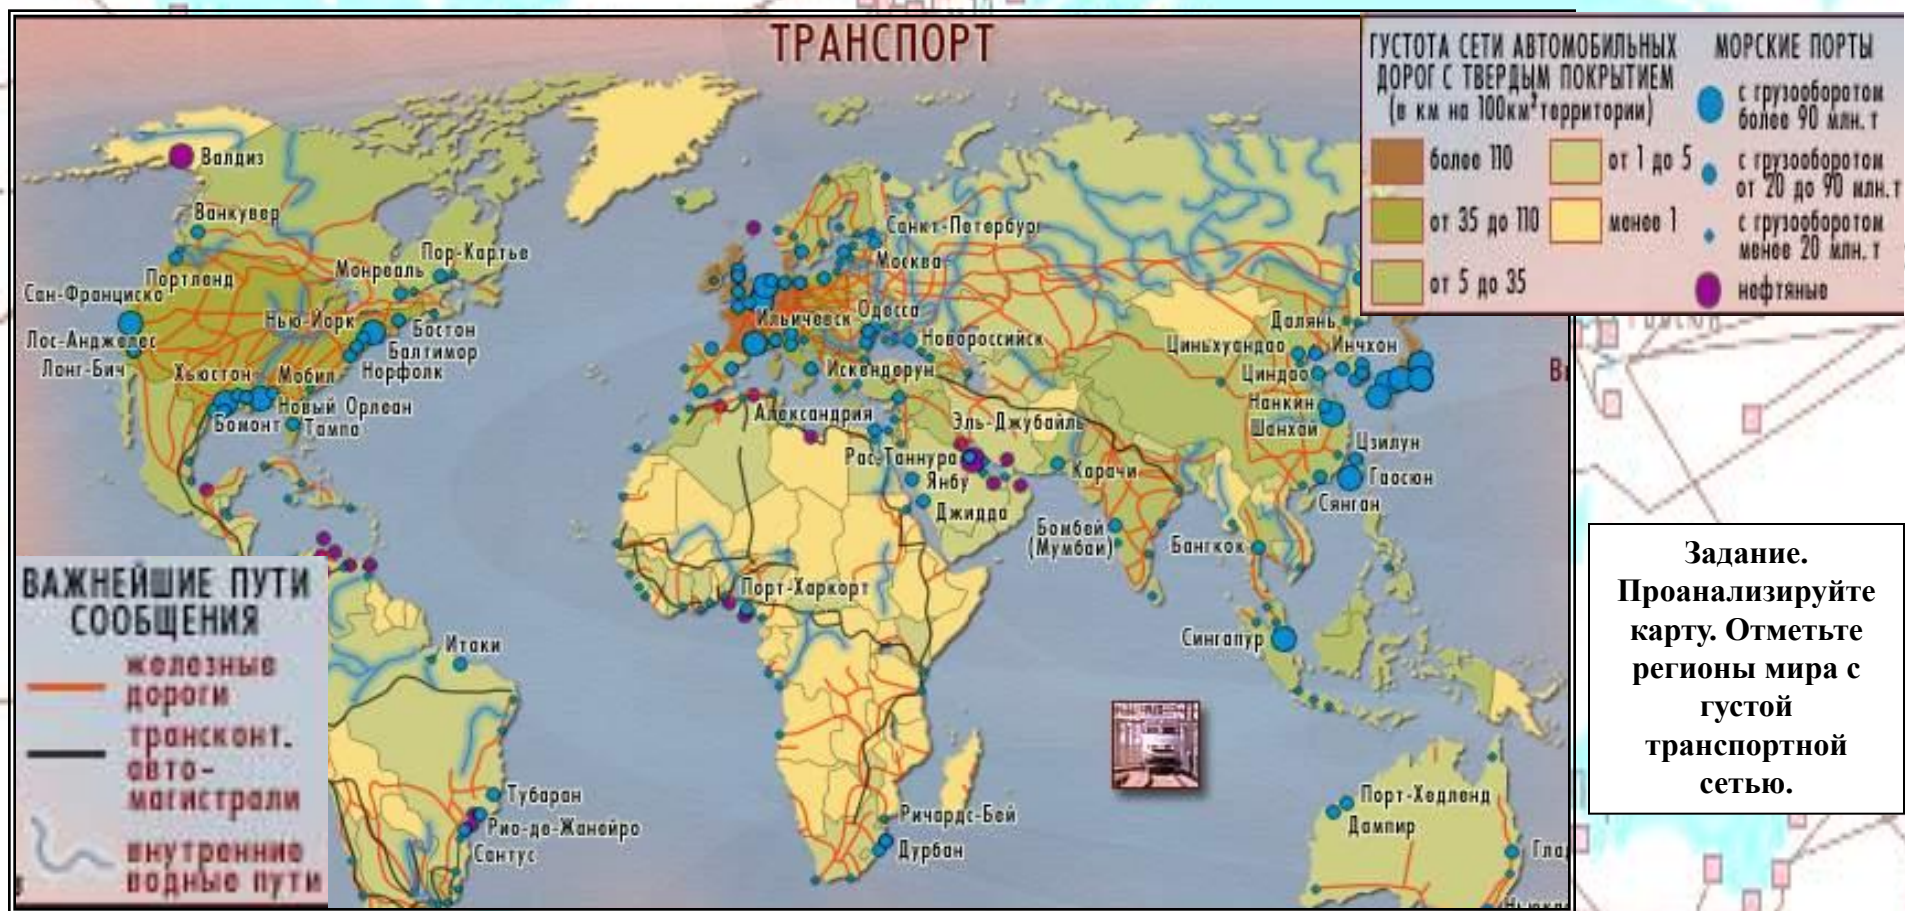 ТРАНСПОРТ
ГУСТОТА СЕТИ АВТОМОБИЛЬНЫХ
ДОРОГ С ТВЕРДЫМ ПОКРЫТИЕМ
(в км на 100км² территории)
более 110
от 35 до 110
от 5 до 35
от 1 до 5
менее 1
МОРСКИЕ ПОРТЫ
с грузооборотом
более 90 млн. т
с грузооборотом
от 20 до 90 млн. т
с грузооборотом
менее 20 млн. т
нефтяные
Валдиз
Ванкувер
Портленд
Сан-Франциско
Лос-Анджелес
Лонг-Бич
Монреаль
Пор-Картье
Нью-Йорк
Бостон
Балтимор
Норфолк
Хьюстон
Мобил
Новый Орлеан
Бомонт
Тампа
Санкт-Петербург
Москва
Одесса
Ильичевск
Новороссийск
Искендерун
Александрия
Эль-Джубайль
Рас-Таннура
Янбу
Джидда
Карачи
Бомбей
(Мумбаи)
Бангкок
Далянь
Циньхуандао
Инчхон
Циндао
Нанкин
Шанхай
Цзилун
Гаосюн
Сянган
Сингапур
Порт-Харкорт
Итаки
Тубаран
Рио-де-Жанейро
Сантус
Ричардс-Бей
Дурбан
Порт-Хедленд
Дампир
Гла
ВАЖНЕЙШИЕ ПУТИ
СООБЩЕНИЯ
железные
дороги
трансконт.
авто-
магистрали
внутренние
водные пути
Задание.
Проанализируйте
карту. Отметьте
регионы мира с
густой
транспортной
сетью.